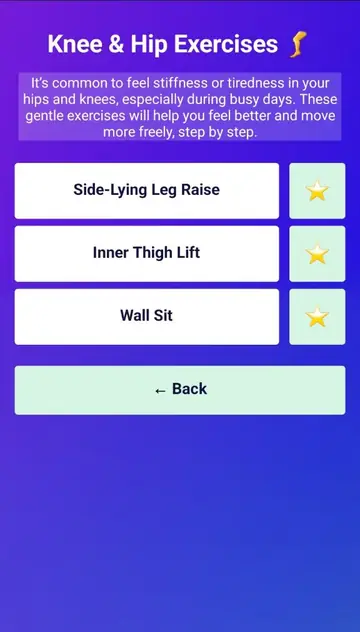 Knee & Hip Exercises 🦵
It's common to feel stiffness or tiredness in your
hips and knees, especially during busy days. These
gentle exercises will help you feel better and move
more freely, step by step.
Side-Lying Leg Raise ⭐
Inner Thigh Lift ⭐
Wall Sit ⭐
← Back